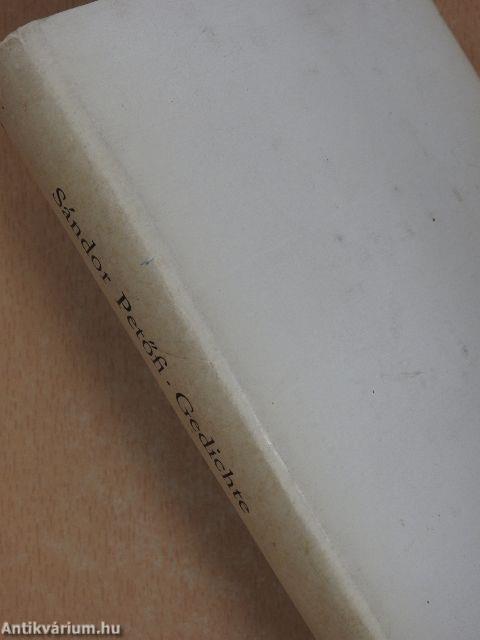 Sándor Petőfi · Gedichte
Antikvárium.hu